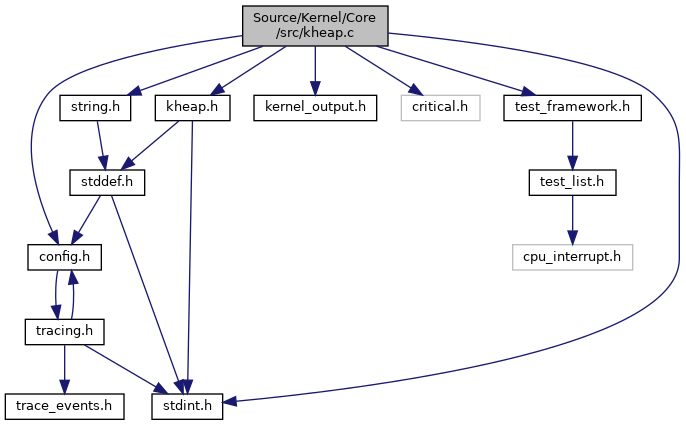 Source/Kernel/Core
/src/kheap.c
string.h
kheap.h
kernel_output.h
critical.h
test_framework.h
stddef.h
test_list.h
config.h
cpu_interrupt.h
tracing.h
trace_events.h
stdint.h